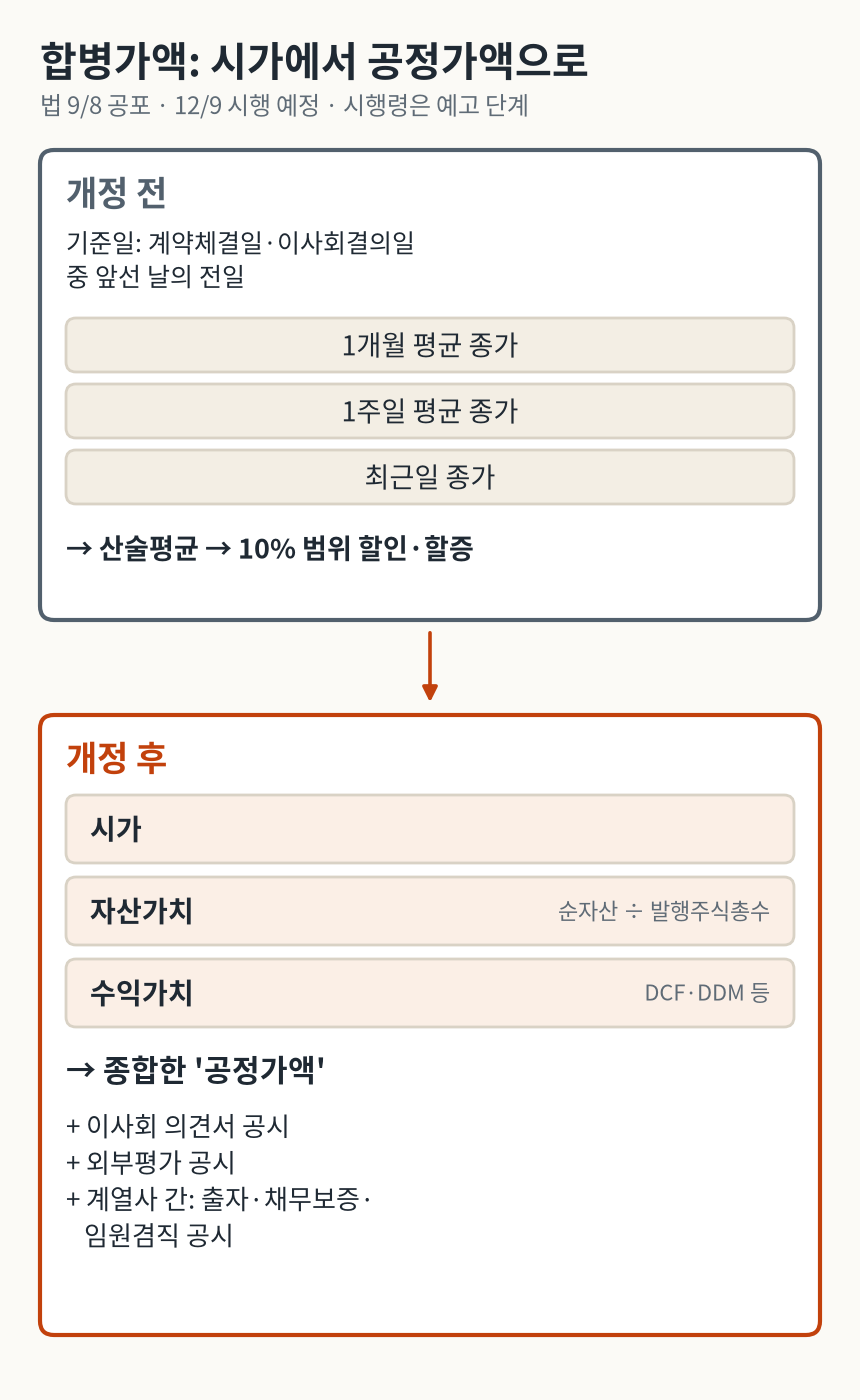 합병가액: 시가에서 공정가액으로
법 9/8 공포 · 12/9 시행 예정 · 시행령은 예고 단계
개정 전
기준일: 계약체결일·이사회결의일
중 앞선 날의 전일
1개월 평균 종가
1주일 평균 종가
최근일 종가
→ 산술평균 → 10% 범위 할인·할증
개정 후
시가
자산가치 순자산 ÷ 발행주식총수
수익가치 DCF·DDM 등
→ 종합한 '공정가액'
+ 이사회 의견서 공시
+ 외부평가 공시
+ 계열사 간: 출자·채무보증·
임원겸직 공시